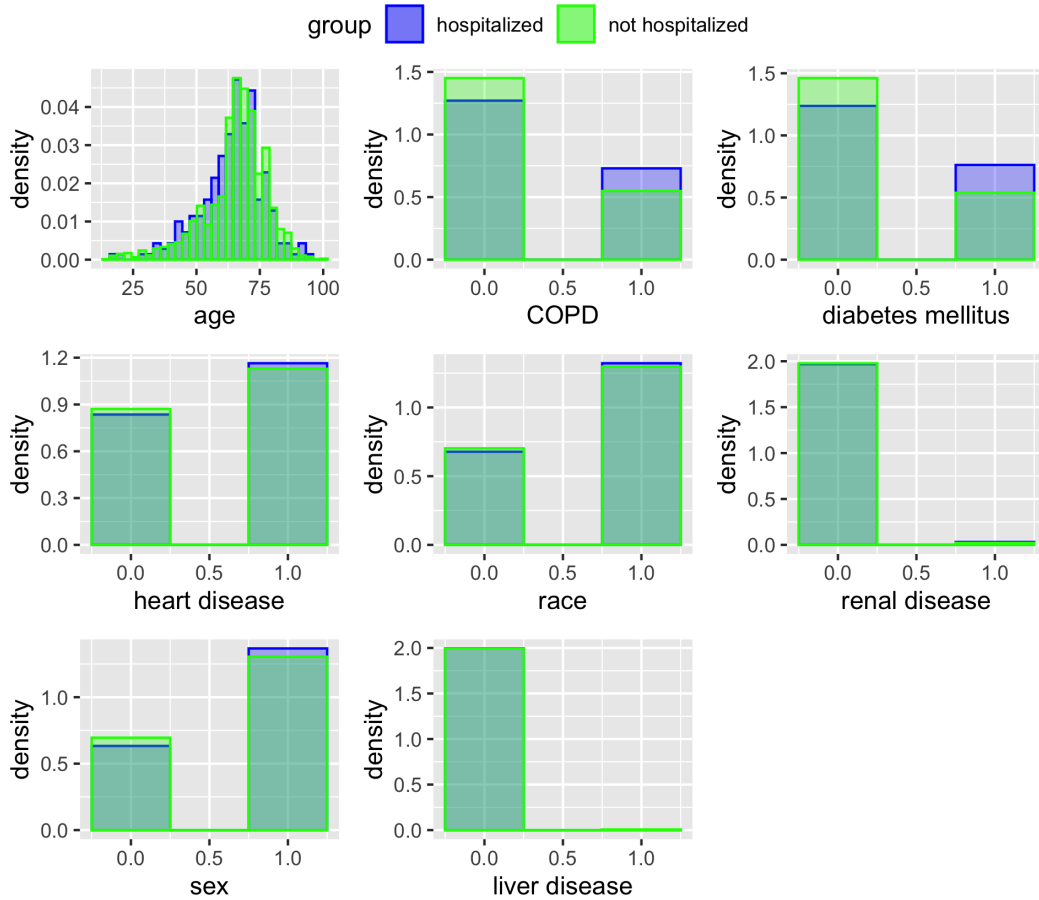 group hospitalized not hospitalized
density
0.04
0.03
0.02
0.01
0.00
25 50 75 100
age
density
1.5
1.0
0.5
0.0
0.0 0.5 1.0
COPD
density
1.5
1.0
0.5
0.0
0.0 0.5 1.0
diabetes mellitus
density
1.2
0.9
0.6
0.3
0.0
0.0 0.5 1.0
heart disease
density
1.0
0.5
0.0
0.0 0.5 1.0
race
density
2.0
1.5
1.0
0.5
0.0
0.0 0.5 1.0
renal disease
density
1.0
0.5
0.0
0.0 0.5 1.0
sex
density
2.0
1.5
1.0
0.5
0.0
0.0 0.5 1.0
liver disease